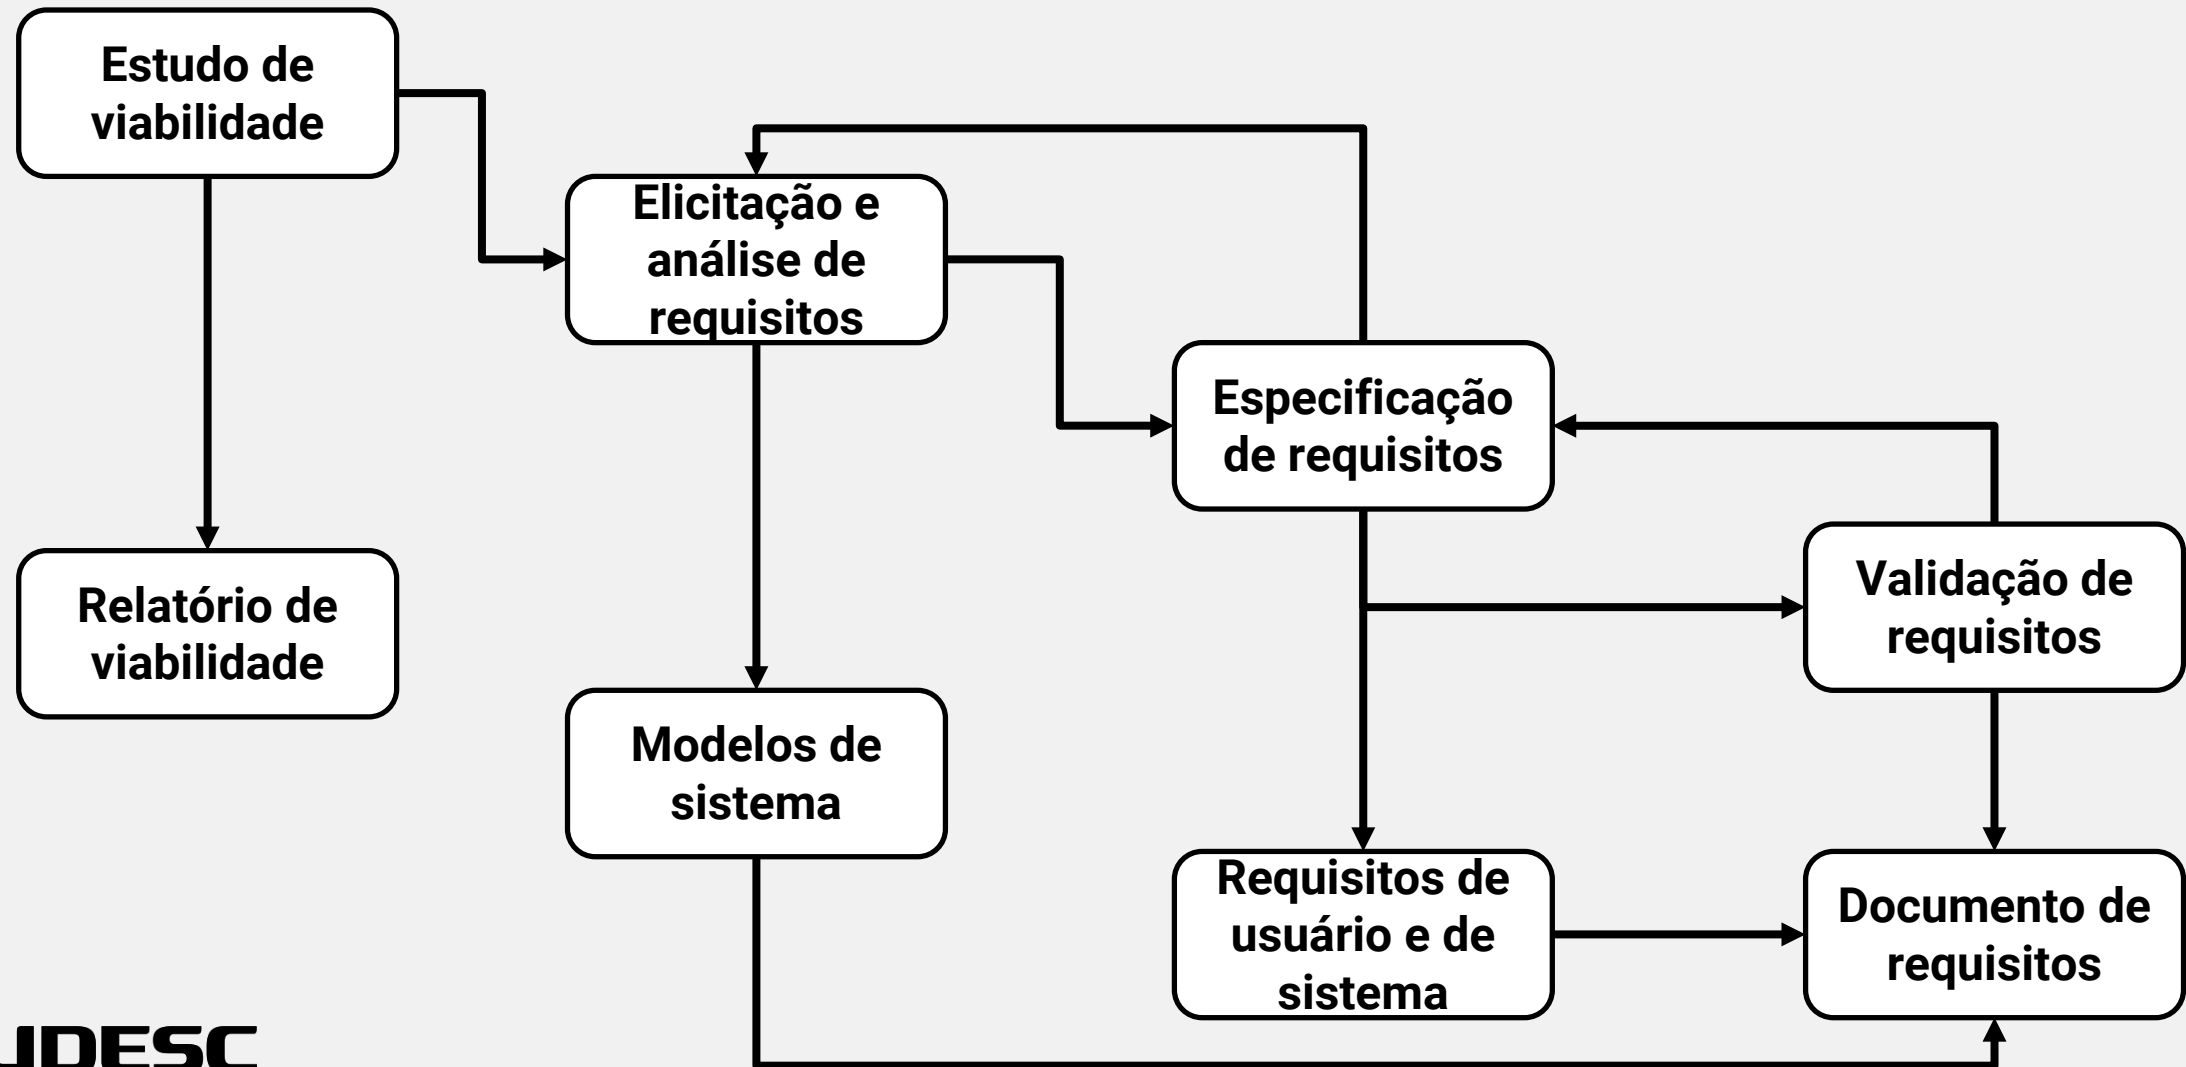 Estudo de
viabilidade
Elicitação e
análise de
requisitos
Especificação
de requisitos
Validação de
requisitos
Relatório de
viabilidade
Modelos de
sistema
Requisitos de
usuário e de
sistema
Documento de
requisitos
UDESC